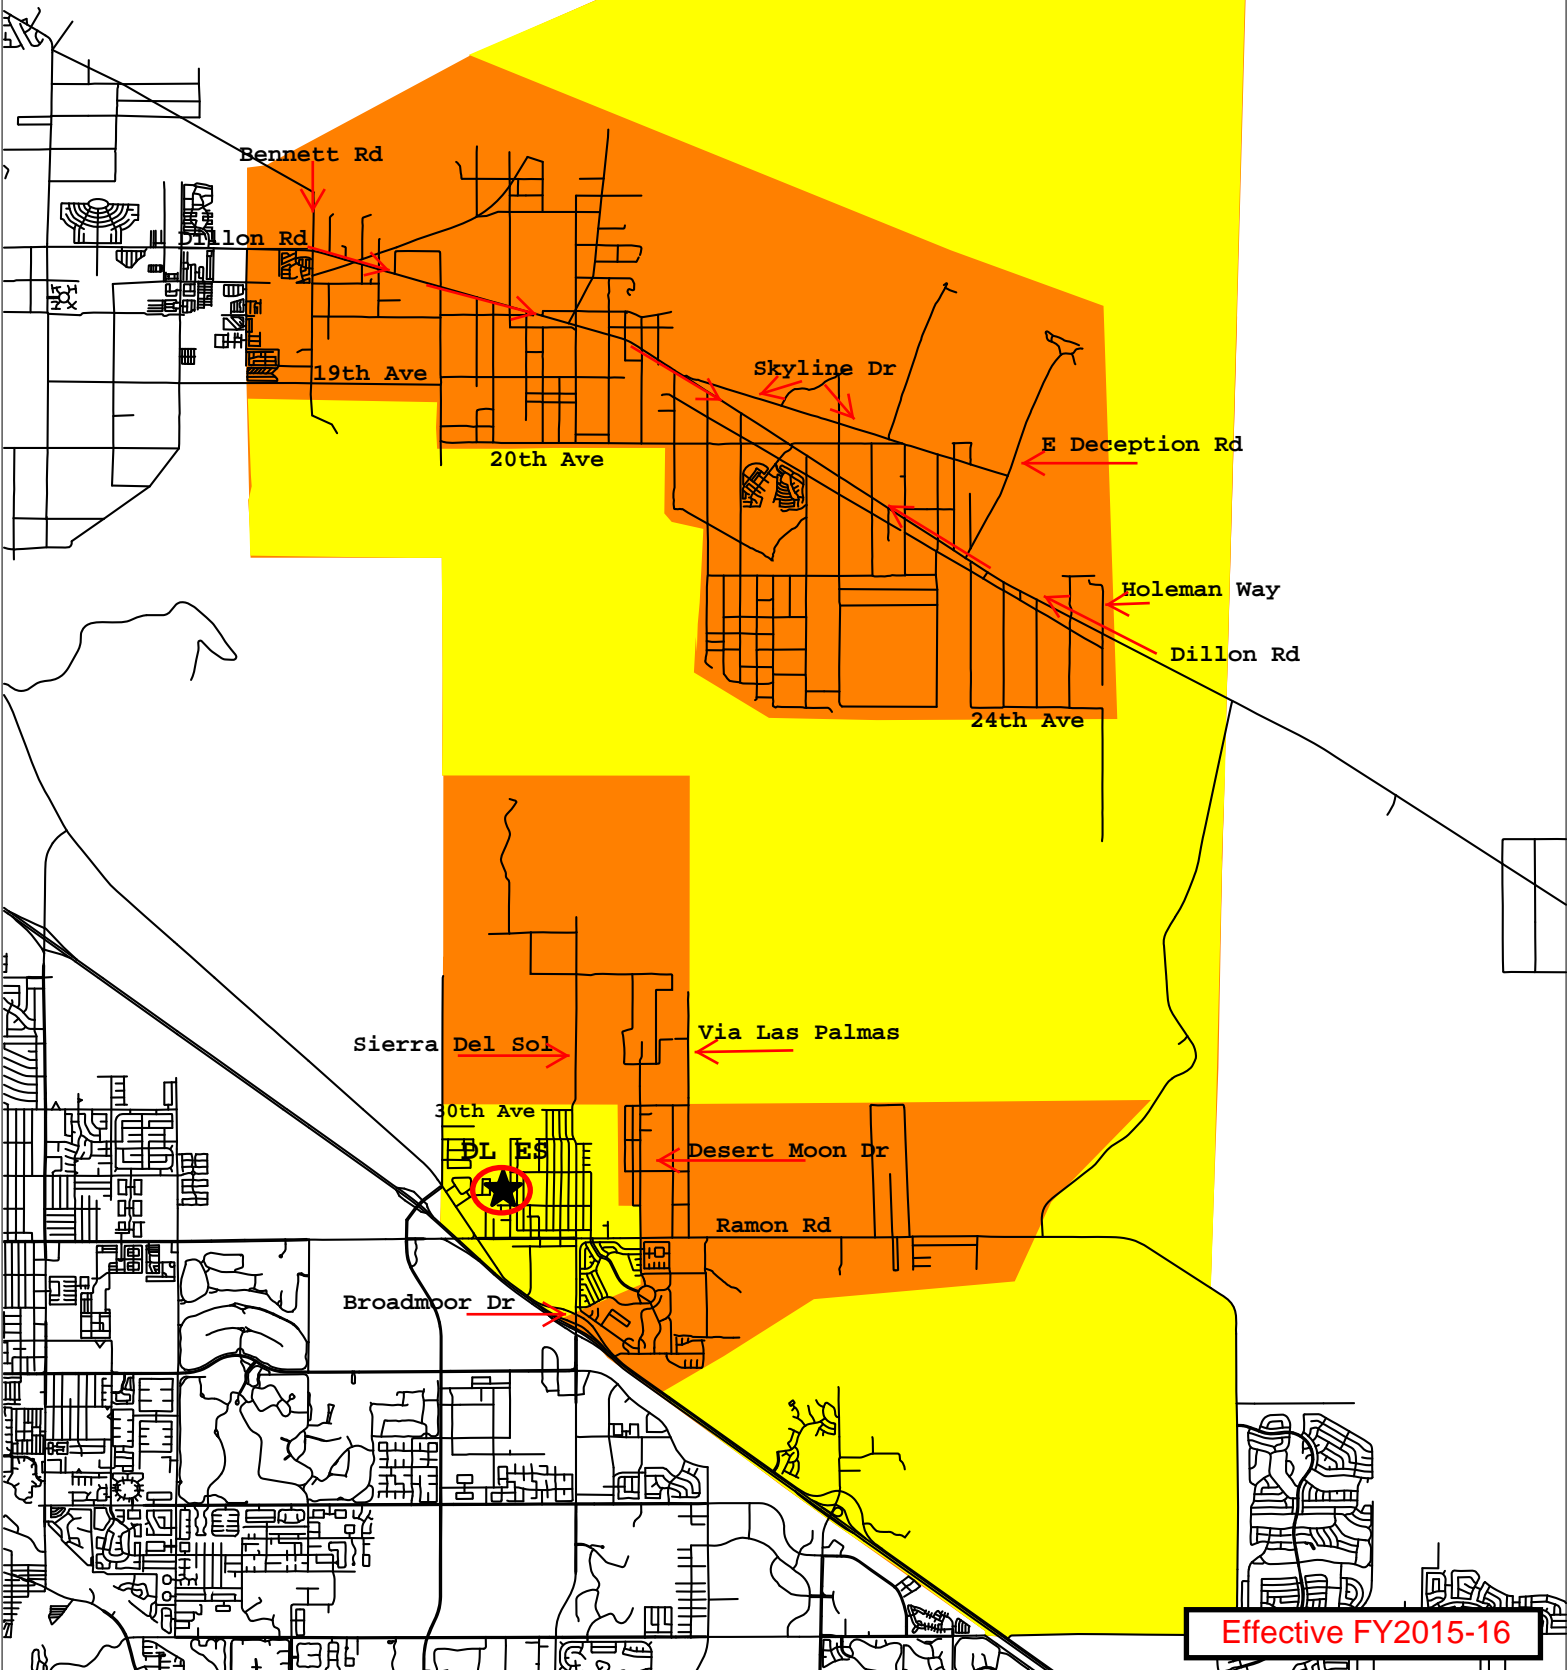 Bennett Rd
Dillon Rd
Skyline Dr
19th Ave
E Deception Rd
20th Ave
Holeman Way
Dillon Rd
24th Ave
Via Las Palmas
Sierra Del Sol
30th Ave
DL ES
Desert Moon Dr
Ramon Rd
Broadmoor Dr
Effective FY2015-16